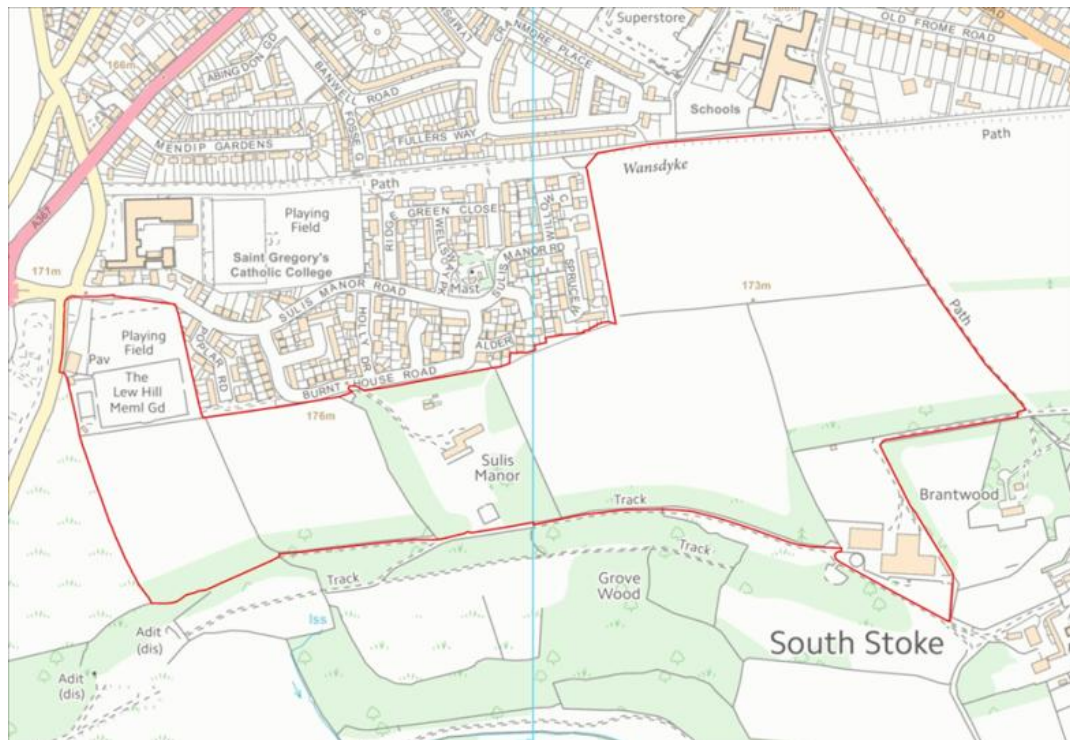 Superstore
OLD FROME ROAD
166m
ABINGDON GD
BANWELL ROAD
CRANMORE PLACE
Schools
MENDIP GARDENS
FOSSE G
FULLERS WAY
Path
Wansdyke
Path
A367
Playing
Field
GREEN CLOSE
RIDGE
WELLSWAY PK
WILLOW
Saint Gregory's
Catholic College
SULIS MANOR RD
SPRUCE W
Mast
171m
SULIS MANOR ROAD
173m
Path
Playing
Field
POPLAR RD
HOLLY DR
ALDER
Pav
The
Lew Hill
Meml Gd
BURNT HOUSE ROAD
176m
Sulis
Manor
Brantwood
Track
Track
Track
Grove
Wood
Iss
Adit
(dis)
South Stoke
Adit
(dis)